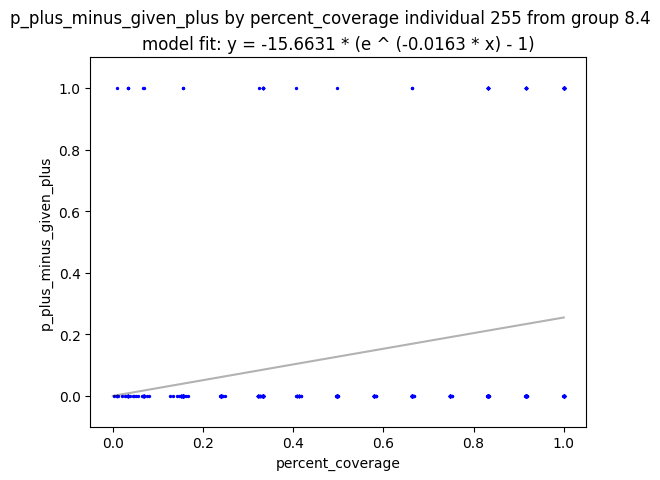 p_plus_minus_given_plus by percent_coverage individual 255 from group 8.4
model fit: y = -15.6631 * (e ^ (-0.0163 * x) - 1)
1.0
0.8
0.6
0.4
0.2
0.0
p_plus_minus_given_plus
0.0 0.2 0.4 0.6 0.8 1.0
percent_coverage